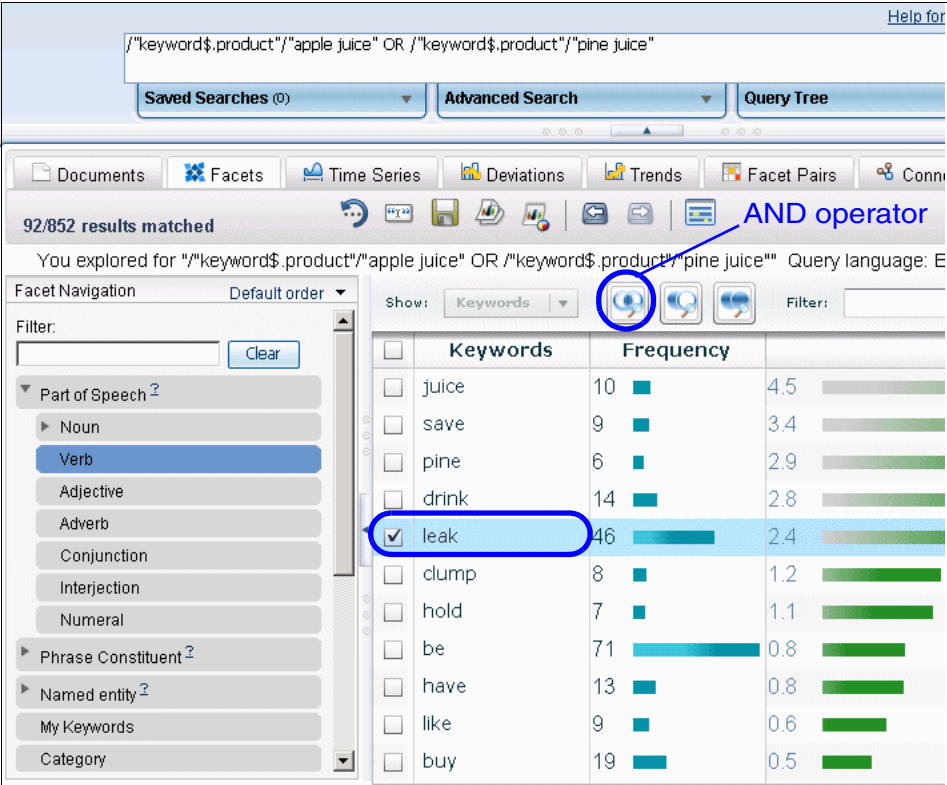 Help for
/"keyword$.product"/"apple juice" OR /"keyword$.product"/"pine juice"
Saved Searches (0) Advanced Search Query Tree
Documents Facets Time Series Deviations Trends Facet Pairs Conn
92/852 results matched
AND operator
You explored for "/"keyword$.product"/"apple juice" OR /"keyword$.product"/"pine juice"" Query language: E
Facet Navigation Default order
Show: Keywords Filter:
Filter:
Clear
Keywords Frequency
Part of Speech ?
juice 10 4.5
Noun
save 9 3.4
Verb
pine 6 2.9
Adjective
drink 14 2.8
Adverb
leak 46 2.4
Conjunction
clump 8 1.2
Interjection
hold 7 1.1
Numeral
be 71 0.8
Phrase Constituent ?
have 13 0.8
Named entity ?
like 9 0.6
My Keywords
buy 19 0.5
Category